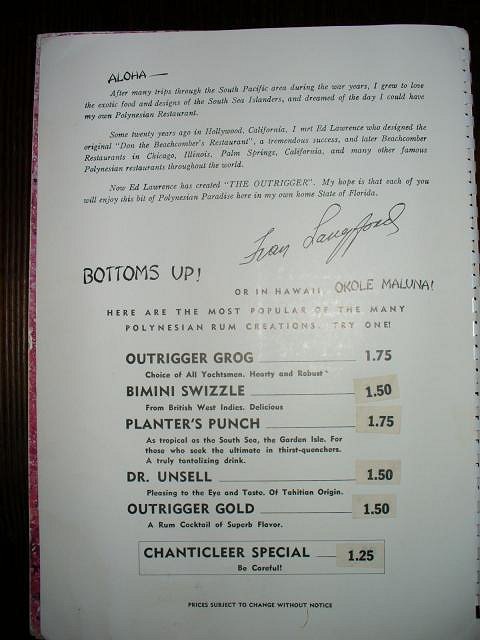 ALOHA —
After many trips through the South Pacific area during the war years, I grew to love
the exotic food and designs of the South Sea Islanders, and dreamed of the day I could have
my own Polynesian Restaurant.
Some twenty years ago in Hollywood, California, I met Ed Lawrence who designed the
original "Don the Beachcomber's Restaurant", a tremendous success, and later Beachcomber
Restaurants in Chicago, Illinois, Palm Springs, California, and many other famous
Polynesian restaurants throughout the world.
Now Ed Lawrence has created "THE OUTRIGGER". My hope is that each of you
will enjoy this bit of Polynesian Paradise here in my own home State of Florida.
Fran Langford
BOTTOMS UP!
OR IN HAWAII, OKOLE MALUNA!
HERE ARE THE MOST POPULAR OF THE MANY
POLYNESIAN RUM CREATIONS. TRY ONE!
OUTRIGGER GROG 1.75
Choice of All Yachtsmen. Hearty and Robust
BIMINI SWIZZLE 1.50
From British West Indies. Delicious
PLANTER'S PUNCH 1.75
As tropical as the South Sea, the Garden Isle. For
those who seek the ultimate in thirst-quenchers.
A truly tantalizing drink.
DR. UNSELL 1.50
Pleasing to the Eye and Taste. Of Tahitian Origin.
OUTRIGGER GOLD 1.50
A Rum Cocktail of Superb Flavor.
CHANTICLEER SPECIAL 1.25
Be Careful!
PRICES SUBJECT TO CHANGE WITHOUT NOTICE